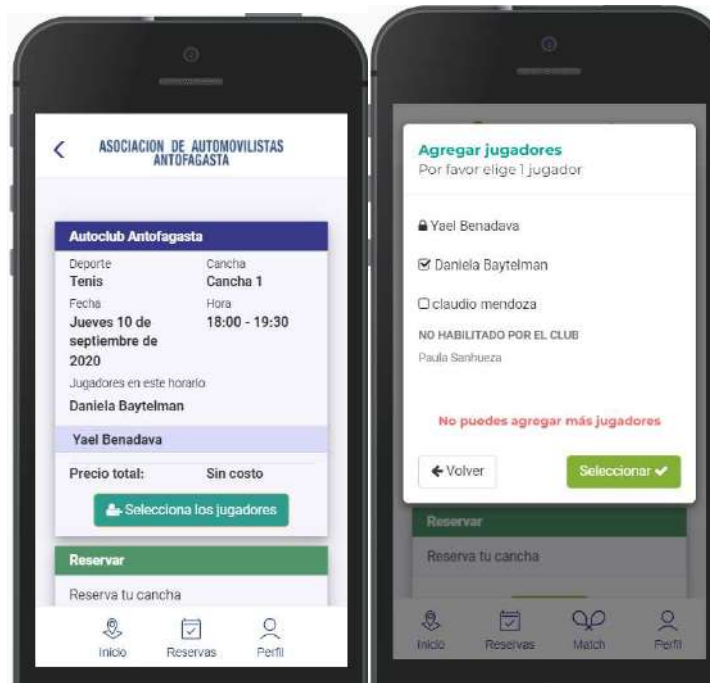 ASOCIACION DE AUTOMOVILISTAS
ANTOFAGASTA
Autoclub Antofagasta
Deporte Cancha
Tenis Cancha 1
Fecha Hora
Jueves 10 de 18:00 - 19:30
septiembre de
2020
Jugadores en este horario
Daniela Baytelman
Yael Benadava
Precio total: Sin costo
Selecciona los jugadores
Reservar
Reserva tu cancha
Inicio Reservas Perfil
Agregar jugadores
Por favor elige 1 jugador
Yael Benadava
Daniela Baytelman
claudio mendoza
NO HABILITADO POR EL CLUB
Paula Sanhueza
No puedes agregar más jugadores
Volver Seleccionar
Reservar
Reserva tu cancha
Inicio Reservas Match Perfil